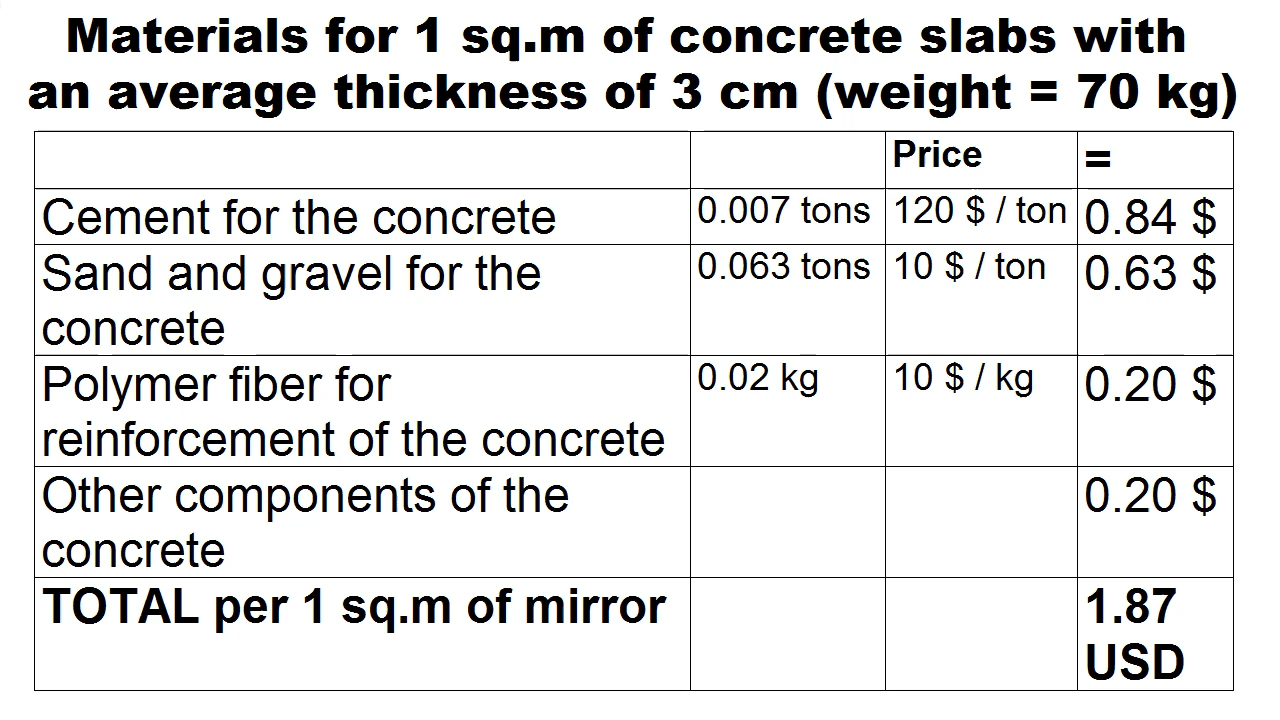 Materials for 1 sq.m of concrete slabs with
an average thickness of 3 cm (weight = 70 kg)
Price =
Cement for the concrete 0.007 tons 120 $ / ton 0.84 $
Sand and gravel for the 0.063 tons 10 $ / ton 0.63 $
concrete
Polymer fiber for 0.02 kg 10 $ / kg 0.20 $
reinforcement of the concrete
Other components of the 0.20 $
concrete
TOTAL per 1 sq.m of mirror 1.87
USD